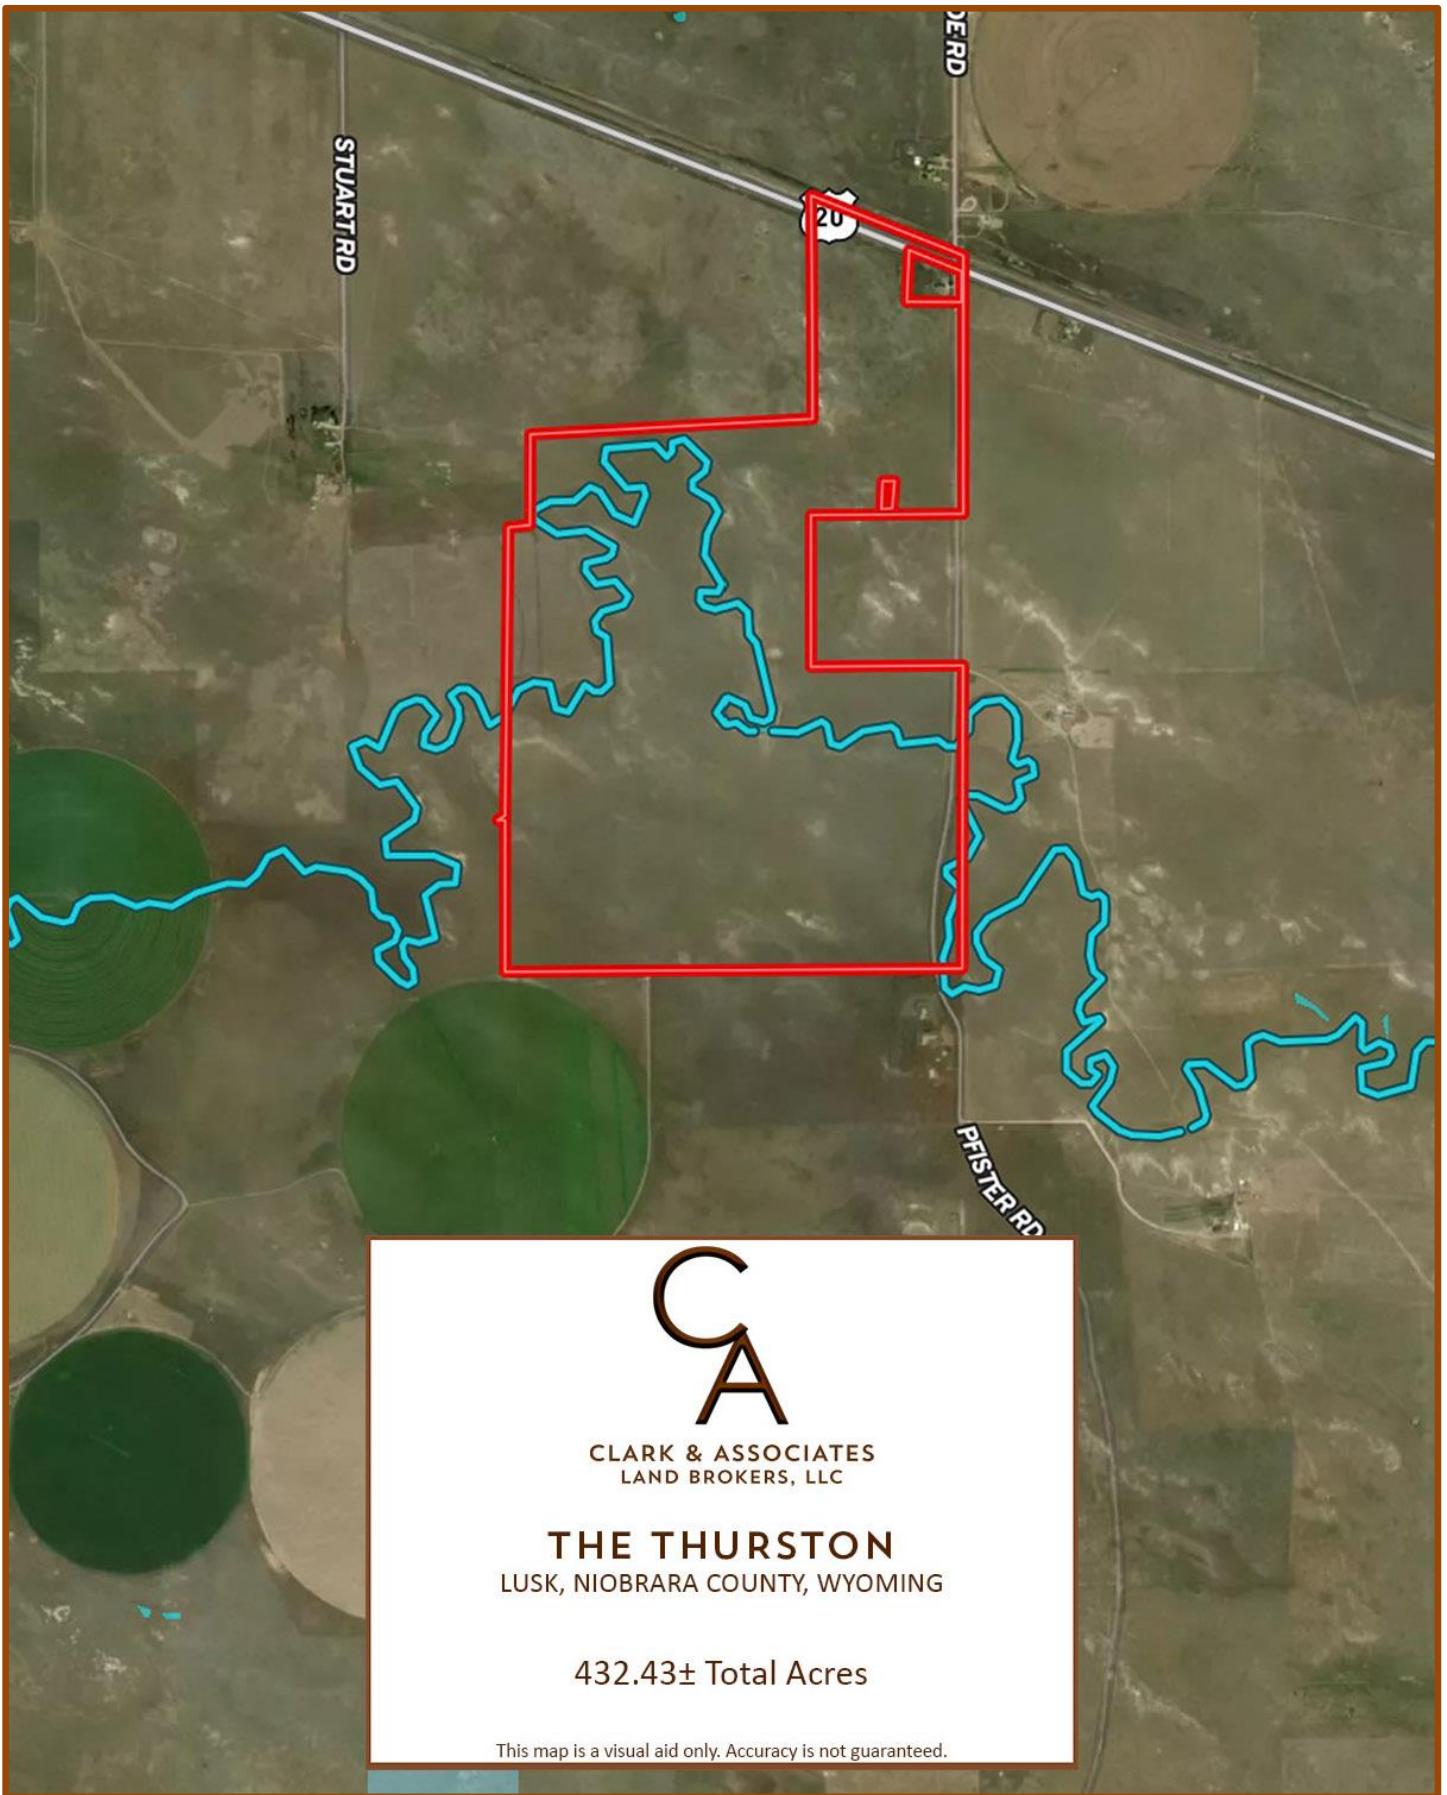 RD
STUART RD
20
PFISTER RD
CA
CLARK & ASSOCIATES
LAND BROKERS, LLC
THE THURSTON
LUSK, NIOBRARA COUNTY, WYOMING
432.43± Total Acres
This map is a visual aid only. Accuracy is not guaranteed.